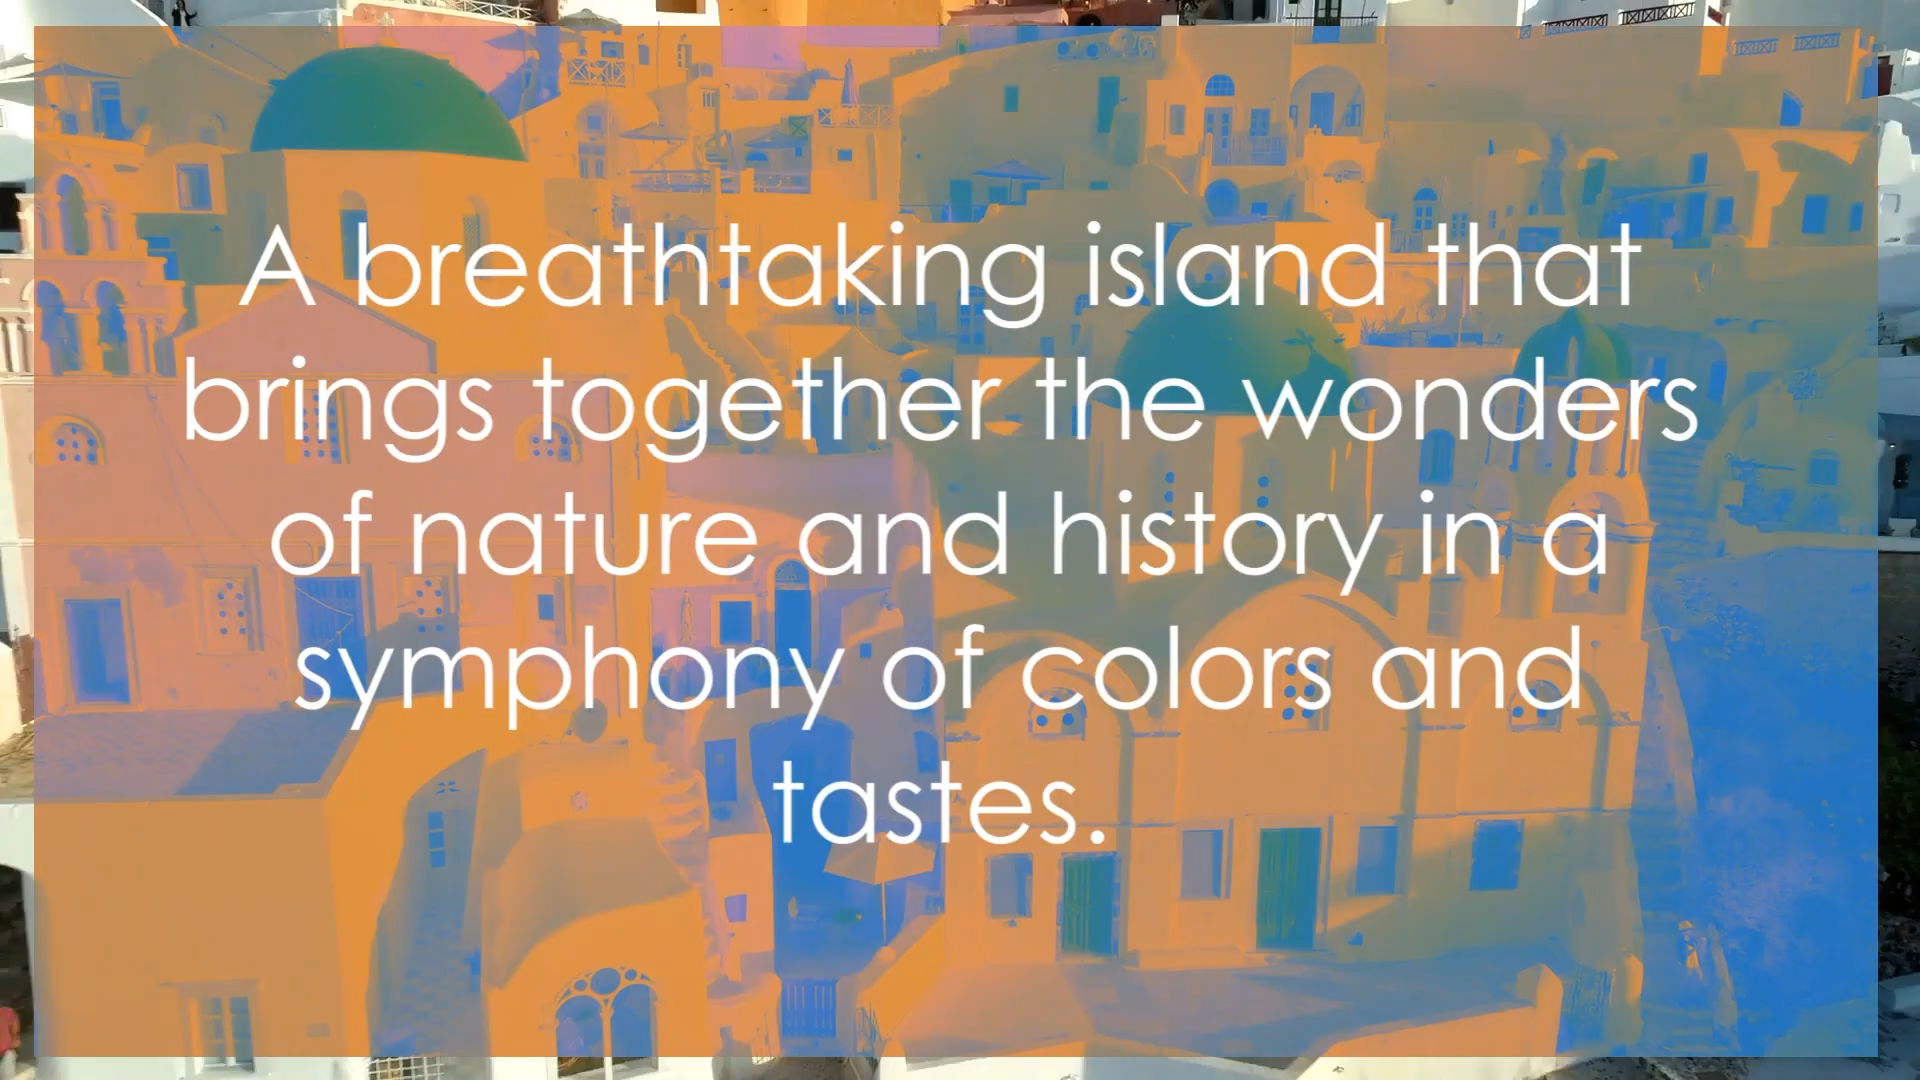 A breathtaking island that
brings together the wonders
of nature and history in a
symphony of colors and
tastes.